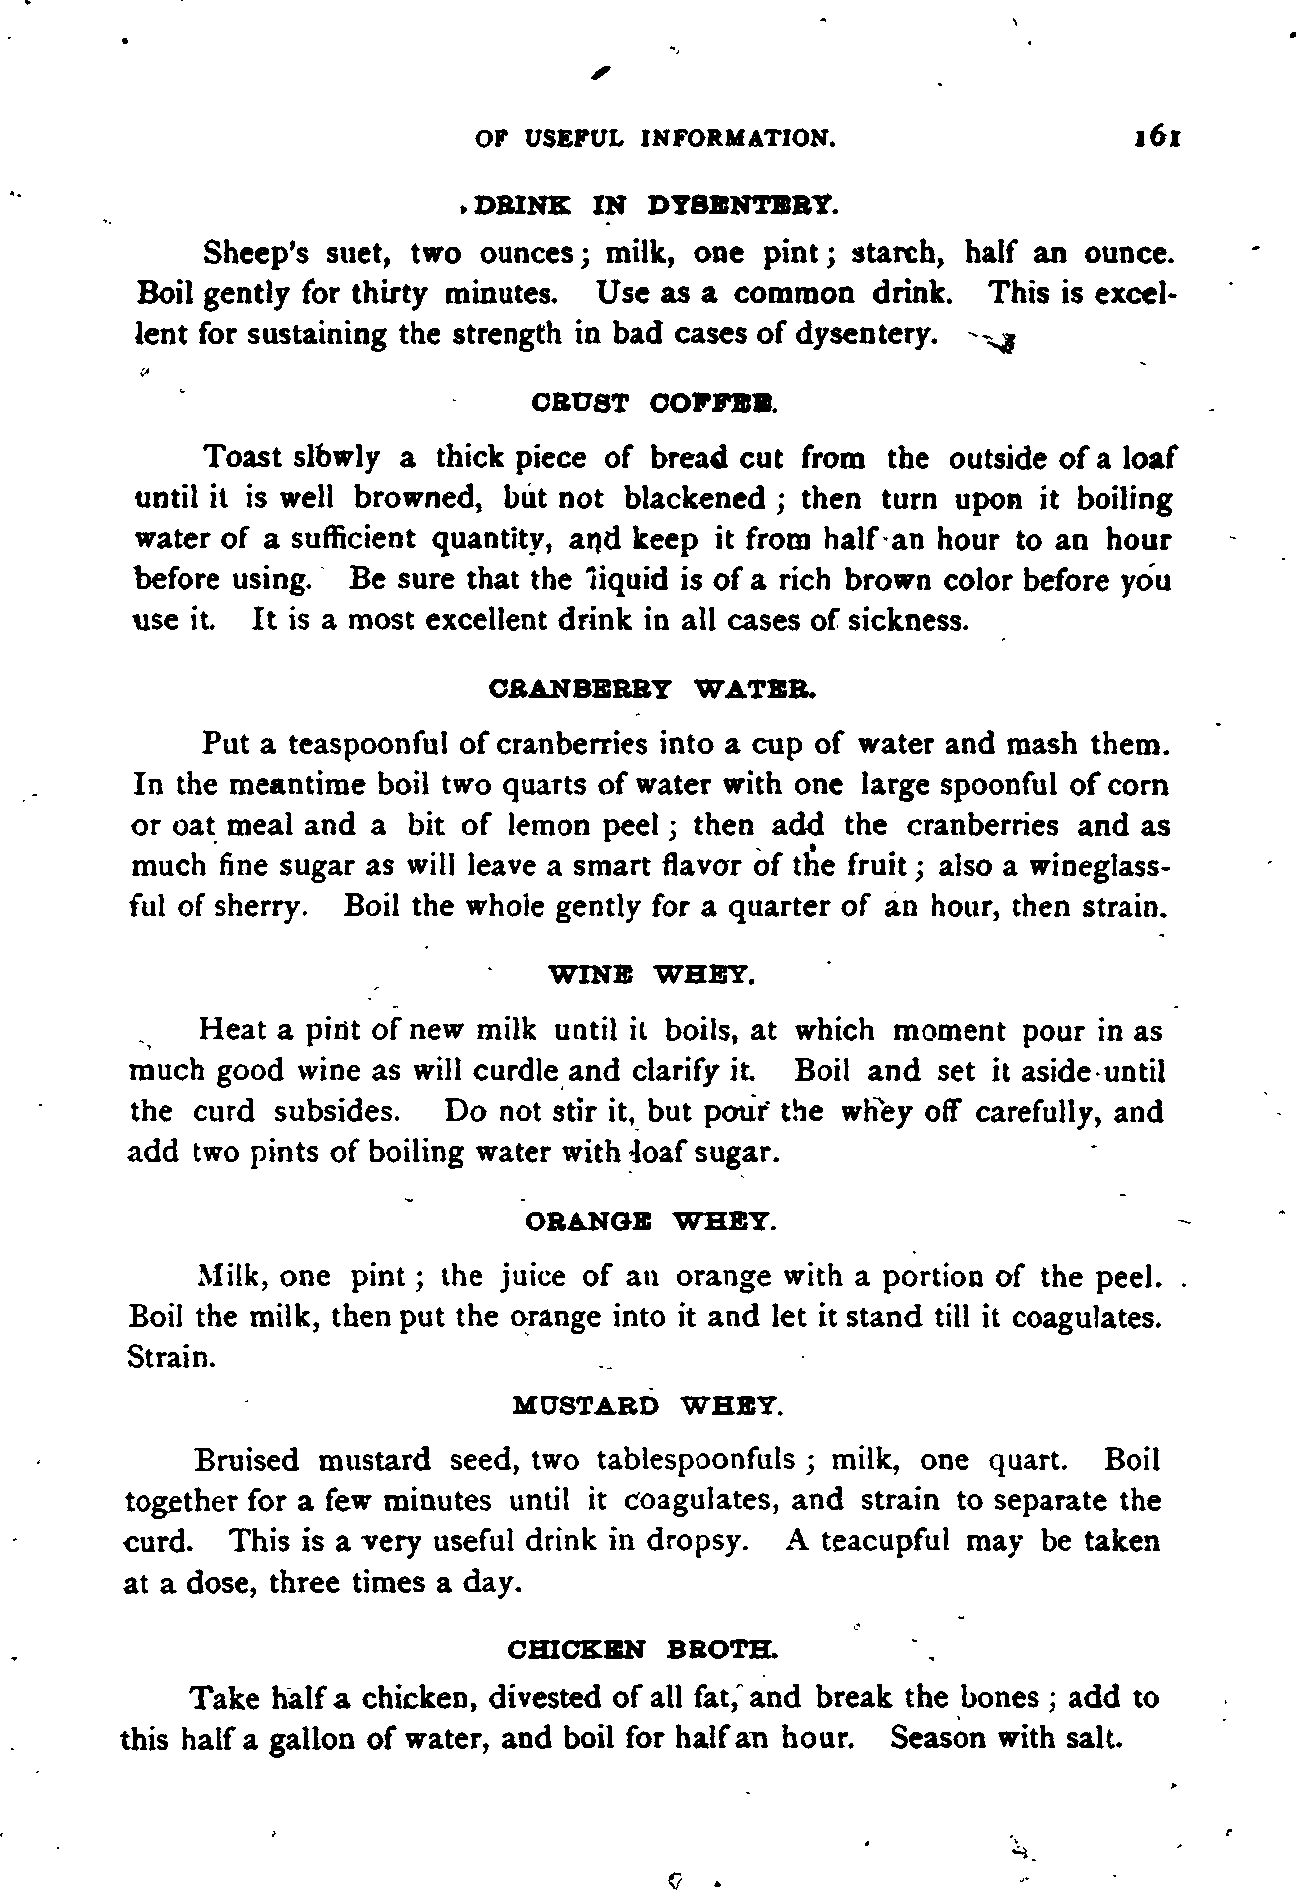 OF USEFUL INFORMATION. 161
DRINK IN DYSENTERY.
Sheep's suet, two ounces; milk, one pint; starch, half an ounce.
Boil gently for thirty minutes. Use as a common drink. This is excel-
lent for sustaining the strength in bad cases of dysentery.
CRUST COFFEE.
Toast slowly a thick piece of bread cut from the outside of a loaf
until it is well browned, but not blackened; then turn upon it boiling
water of a sufficient quantity, and keep it from half an hour to an hour
before using. Be sure that the liquid is of a rich brown color before you
use it. It is a most excellent drink in all cases of sickness.
CRANBERRY WATER.
Put a teaspoonful of cranberries into a cup of water and mash them.
In the meantime boil two quarts of water with one large spoonful of corn
or oat meal and a bit of lemon peel; then add the cranberries and as
much fine sugar as will leave a smart flavor of the fruit; also a wineglass-
ful of sherry. Boil the whole gently for a quarter of an hour, then strain.
WINE WHEY.
Heat a pint of new milk until it boils, at which moment pour in as
much good wine as will curdle and clarify it. Boil and set it aside until
the curd subsides. Do not stir it, but pour the whey off carefully, and
add two pints of boiling water with loaf sugar.
ORANGE WHEY.
Milk, one pint; the juice of an orange with a portion of the peel.
Boil the milk, then put the orange into it and let it stand till it coagulates.
Strain.
MUSTARD WHEY.
Bruised mustard seed, two tablespoonfuls; milk, one quart. Boil
together for a few minutes until it coagulates, and strain to separate the
curd. This is a very useful drink in dropsy. A teacupful may be taken
at a dose, three times a day.
CHICKEN BROTH.
Take half a chicken, divested of all fat, and break the bones; add to
this half a gallon of water, and boil for half an hour. Season with salt.